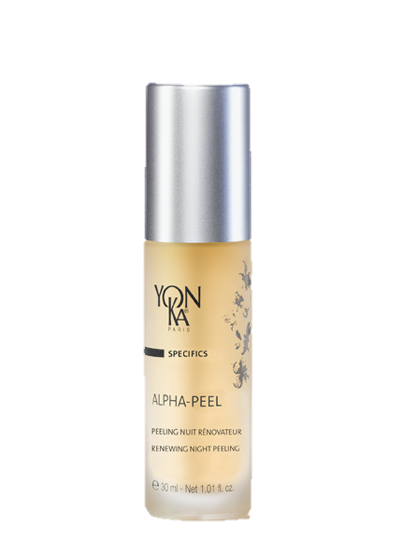 YON
KA®
PARIS
SPECIFICS
ALPHA-PEEL
PEELING NUIT RÉNOVATEUR
RENEWING NIGHT PEELING
℮ 30 ml - Net 1.01 fl. oz.